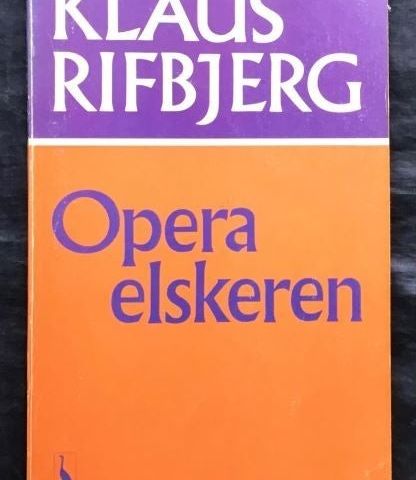 KLAUS
RIFBJERG
Opera
elskeren